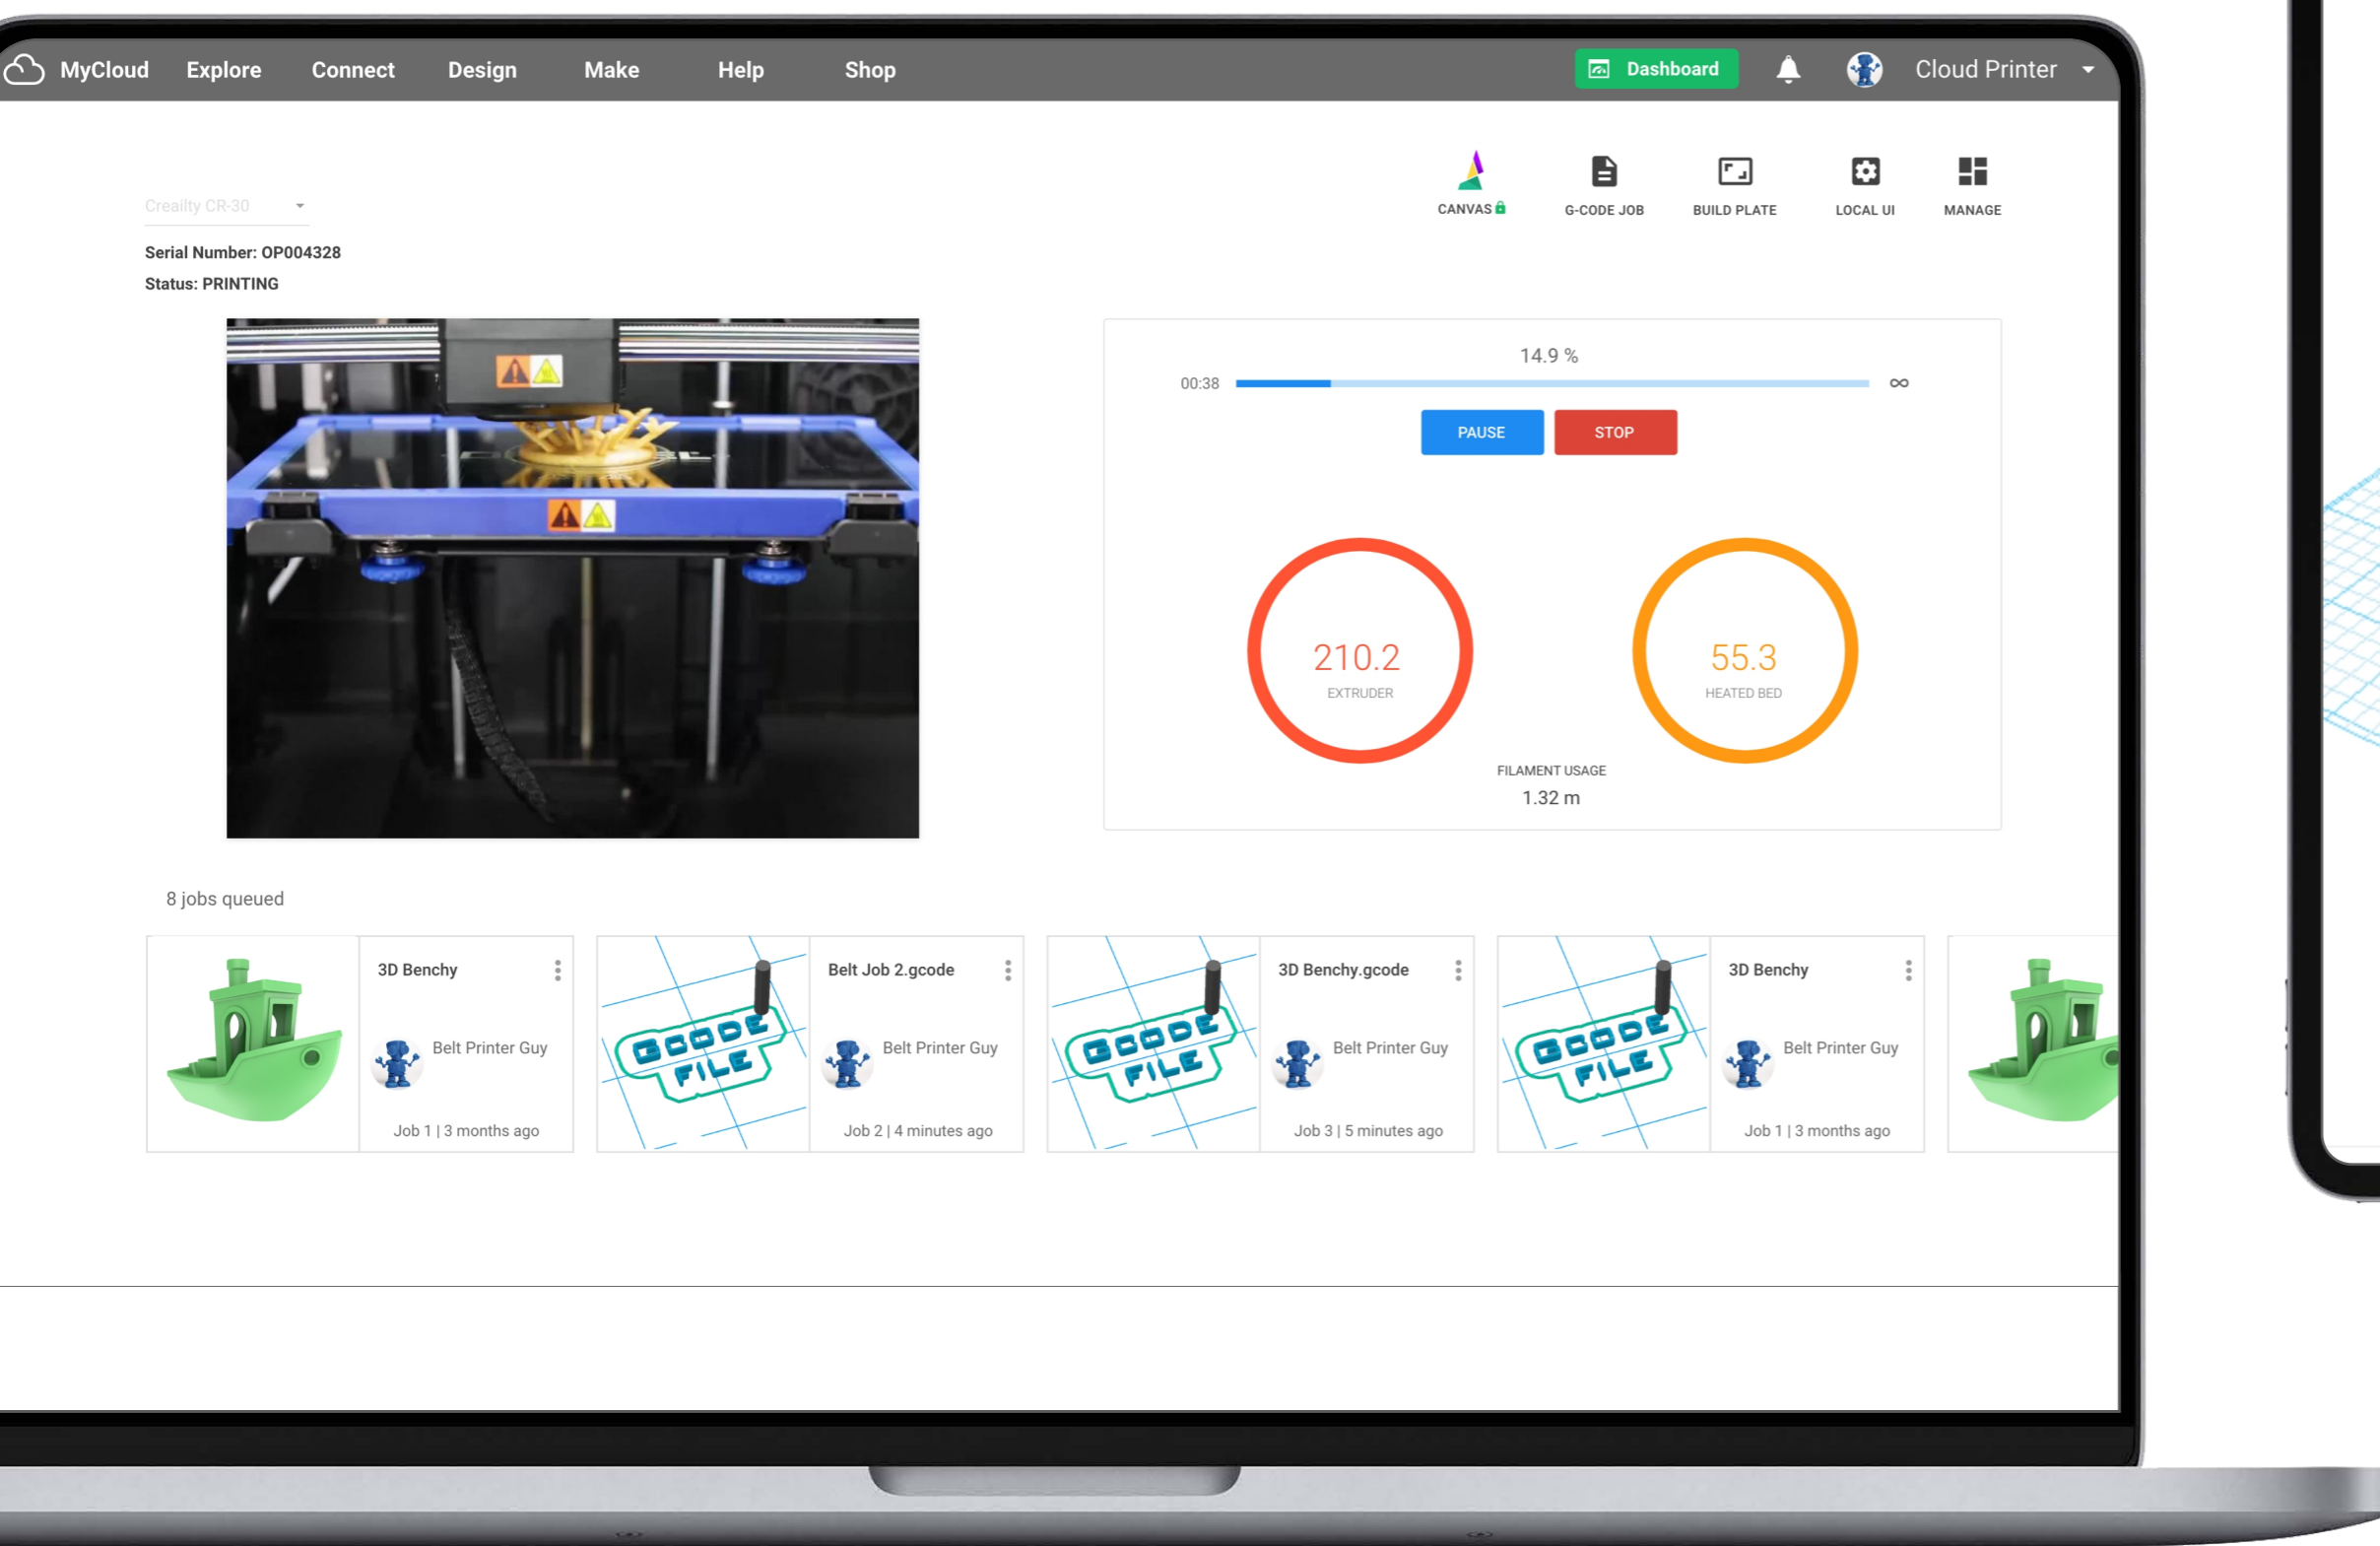 MyCloud Explore Connect Design Make Help Shop Dashboard Cloud Printer
CANVAS G-CODE JOB BUILD PLATE LOCAL UI MANAGE
Creailty CR-30
Serial Number: OP004328
Status: PRINTING
14.9 %
00:38 ∞
PAUSE STOP
210.2 55.3
EXTRUDER HEATED BED
FILAMENT USAGE
1.32 m
8 jobs queued
3D Benchy
Belt Printer Guy
Job 1 | 3 months ago
GCODE
FILE
Belt Job 2.gcode
Belt Printer Guy
Job 2 | 4 minutes ago
GCODE
FILE
3D Benchy.gcode
Belt Printer Guy
Job 3 | 5 minutes ago
GCODE
FILE
3D Benchy
Belt Printer Guy
Job 1 | 3 months ago